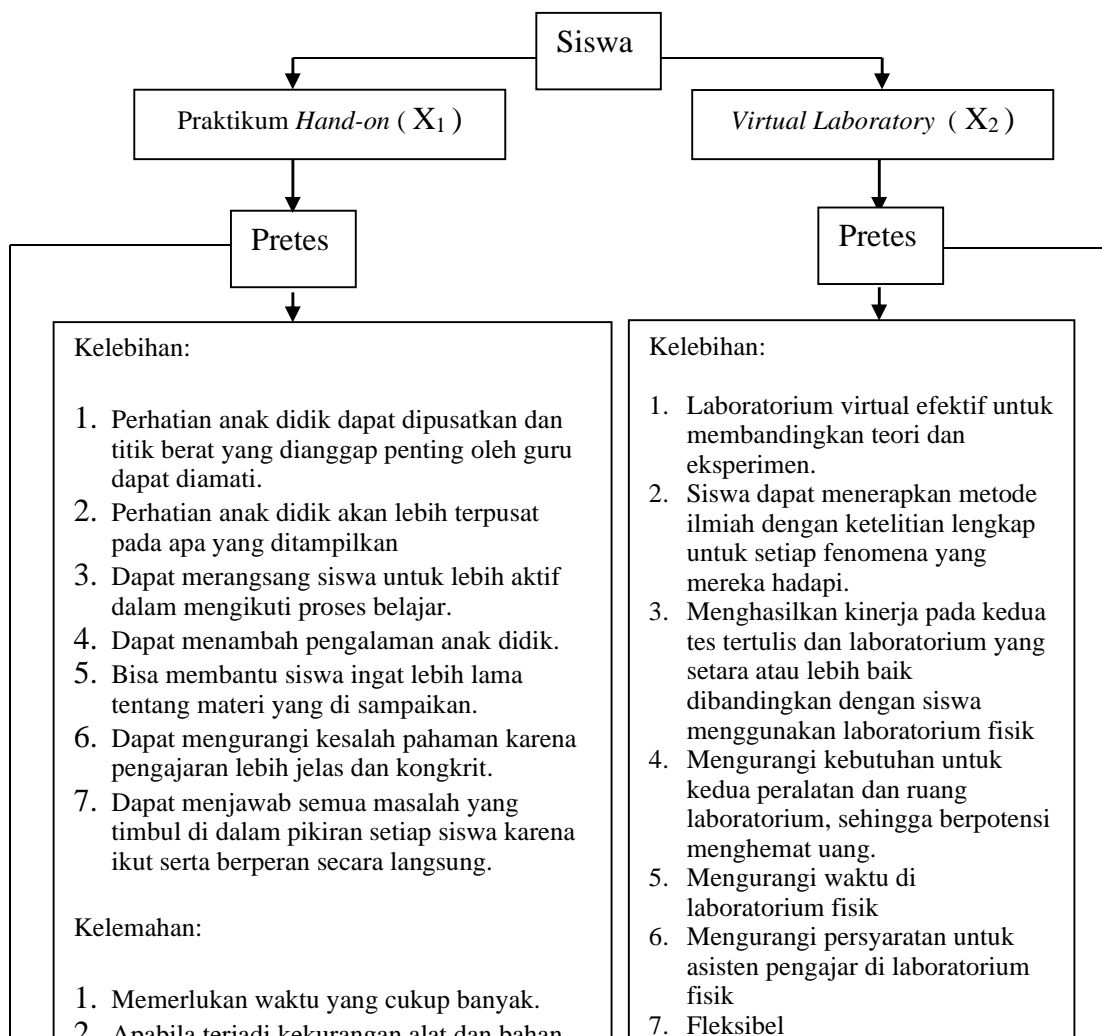 Siswa
Praktikum Hand-on ( X₁ )
Virtual Laboratory ( X₂ )
Pretes
Pretes
Kelebihan:
1. Perhatian anak didik dapat dipusatkan dan
titik berat yang dianggap penting oleh guru
dapat diamati.
2. Perhatian anak didik akan lebih terpusat
pada apa yang ditampilkan
3. Dapat merangsang siswa untuk lebih aktif
dalam mengikuti proses belajar.
4. Dapat menambah pengalaman anak didik.
5. Bisa membantu siswa ingat lebih lama
tentang materi yang di sampaikan.
6. Dapat mengurangi kesalah pahaman karena
pengajaran lebih jelas dan kongkrit.
7. Dapat menjawab semua masalah yang
timbul di dalam pikiran setiap siswa karena
ikut serta berperan secara langsung.
Kelemahan:
1. Memerlukan waktu yang cukup banyak.
2. Apabila terjadi kekurangan alat dan bahan
Kelebihan:
1. Laboratorium virtual efektif untuk
membandingkan teori dan
eksperimen.
2. Siswa dapat menerapkan metode
ilmiah dengan ketelitian lengkap
untuk setiap fenomena yang
mereka hadapi.
3. Menghasilkan kinerja pada kedua
tes tertulis dan laboratorium yang
setara atau lebih baik
dibandingkan dengan siswa
menggunakan laboratorium fisik
4. Mengurangi kebutuhan untuk
kedua peralatan dan ruang
laboratorium, sehingga berpotensi
menghemat uang.
5. Mengurangi waktu di
laboratorium fisik
6. Mengurangi persyaratan untuk
asisten pengajar di laboratorium
fisik
7. Fleksibel